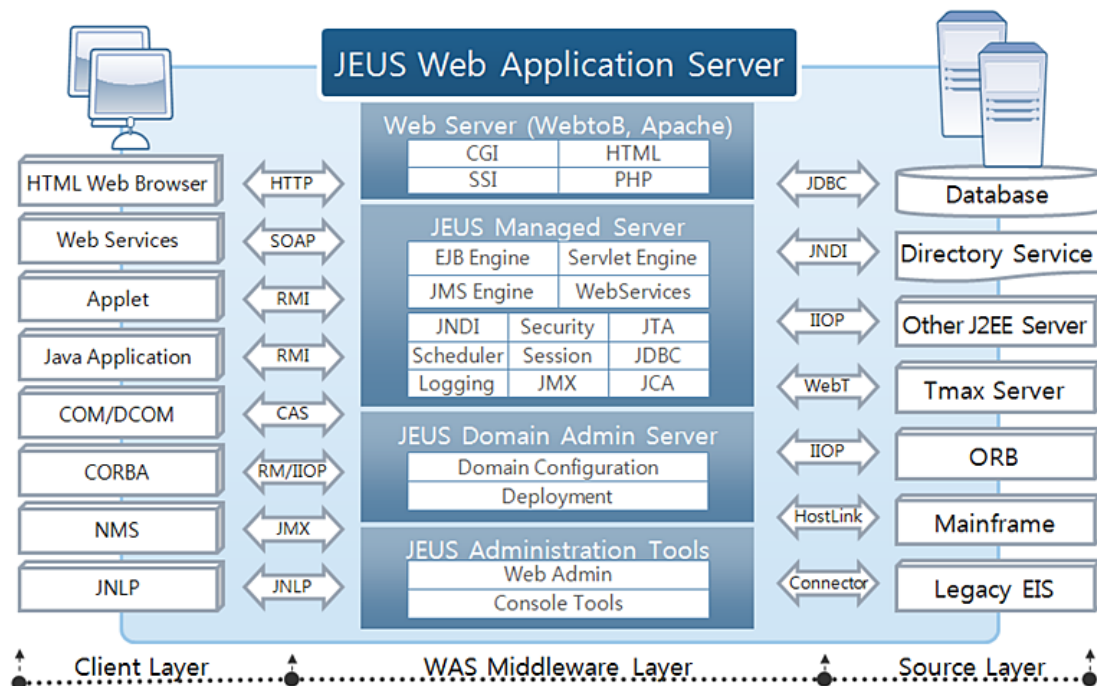 JEUS Web Application Server
Web Server (WebtoB, Apache)
CGI HTML
SSI PHP
JEUS Managed Server
EJB Engine Servlet Engine
JMS Engine WebServices
JNDI Security JTA
Scheduler Session JDBC
Logging JMX JCA
JEUS Domain Admin Server
Domain Configuration
Deployment
JEUS Administration Tools
Web Admin
Console Tools
HTML Web Browser HTTP
Web Services SOAP
Applet RMI
Java Application RMI
COM/DCOM CAS
CORBA RM/IIOP
NMS JMX
JNLP JNLP
JDBC Database
JNDI Directory Service
IIOP Other J2EE Server
WebT Tmax Server
IIOP ORB
HostLink Mainframe
Connector Legacy EIS
Client Layer WAS Middleware Layer Source Layer